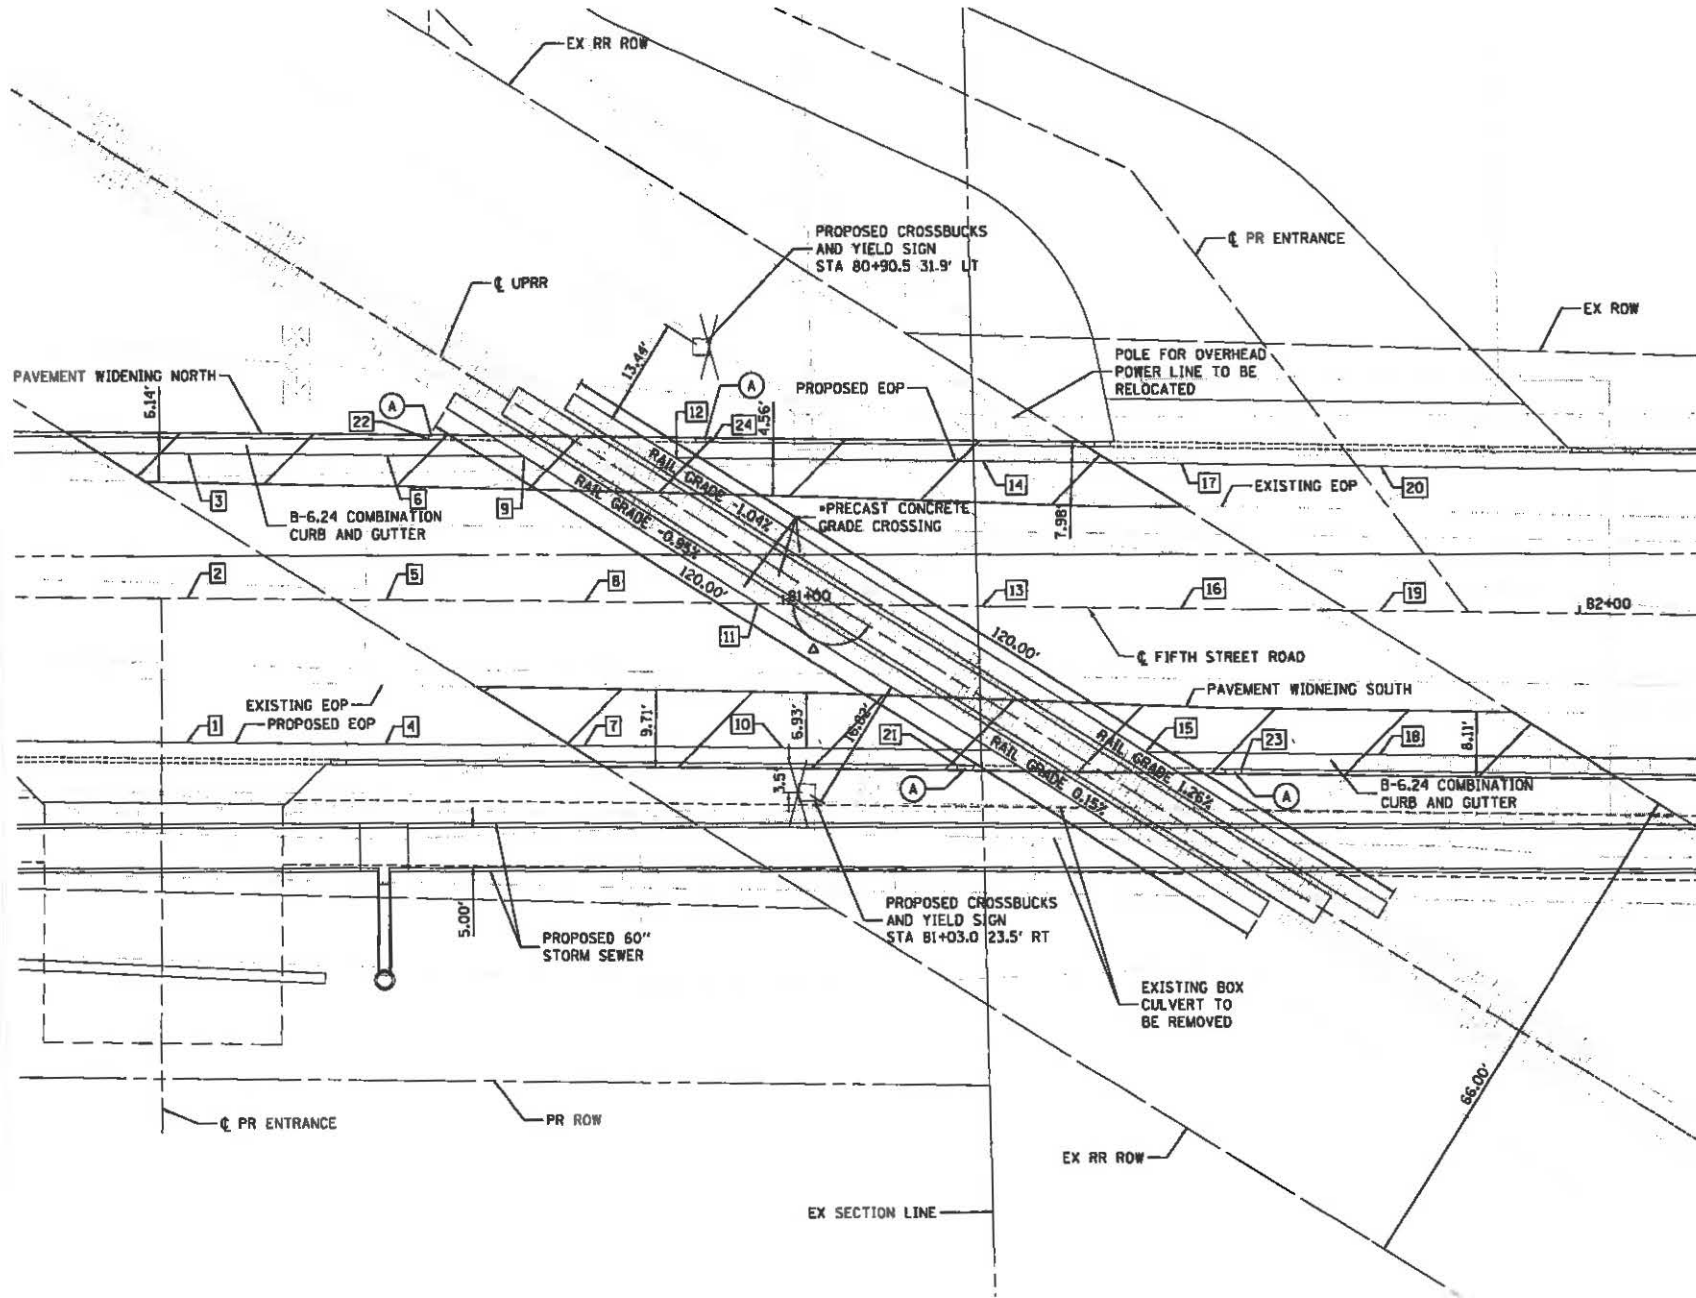 EX RR ROW
PROPOSED CROSSBUCKS
AND YIELD SIGN
STA 80+90.5 31.9' LT
℄ PR ENTRANCE
℄ UPRR
EX ROW
13.44'
POLE FOR OVERHEAD
POWER LINE TO BE
RELOCATED
PAVEMENT WIDENING NORTH
6.14'
A
22
12
A
24
4.56'
PROPOSED EOP
3
6
9
B-6.24 COMBINATION
CURB AND GUTTER
RAIL GRADE -1.04%
RAIL GRADE -0.95%
*PRECAST CONCRETE
GRADE CROSSING
14
7.98'
17
EXISTING EOP
20
2
5
8
120.00'
81+00
11
Δ
13
16
19
82+00
120.00'
℄ FIFTH STREET ROAD
EXISTING EOP
PROPOSED EOP
1
4
7
9.71'
10
6.93'
16.82'
21
PAVEMENT WIDNEING SOUTH
15
23
18
8.11'
3.5'
A
RAIL GRADE 0.15%
RAIL GRADE 1.26%
A
B-6.24 COMBINATION
CURB AND GUTTER
5.00'
PROPOSED 60"
STORM SEWER
PROPOSED CROSSBUCKS
AND YIELD SIGN
STA 81+03.0 23.5' RT
EXISTING BOX
CULVERT TO
BE REMOVED
66.00'
℄ PR ENTRANCE
PR ROW
EX RR ROW
EX SECTION LINE